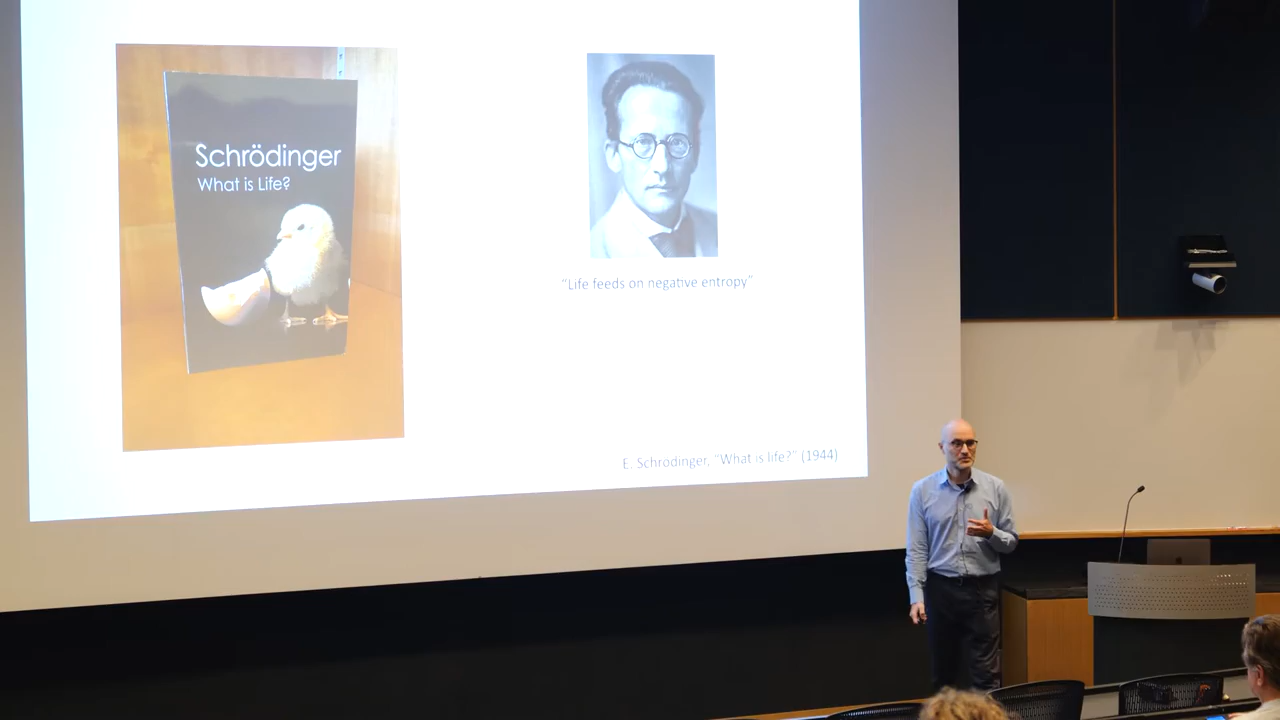 Schrödinger
What is Life?
“Life feeds on negative entropy”
E. Schrödinger, “What is life?” (1944)